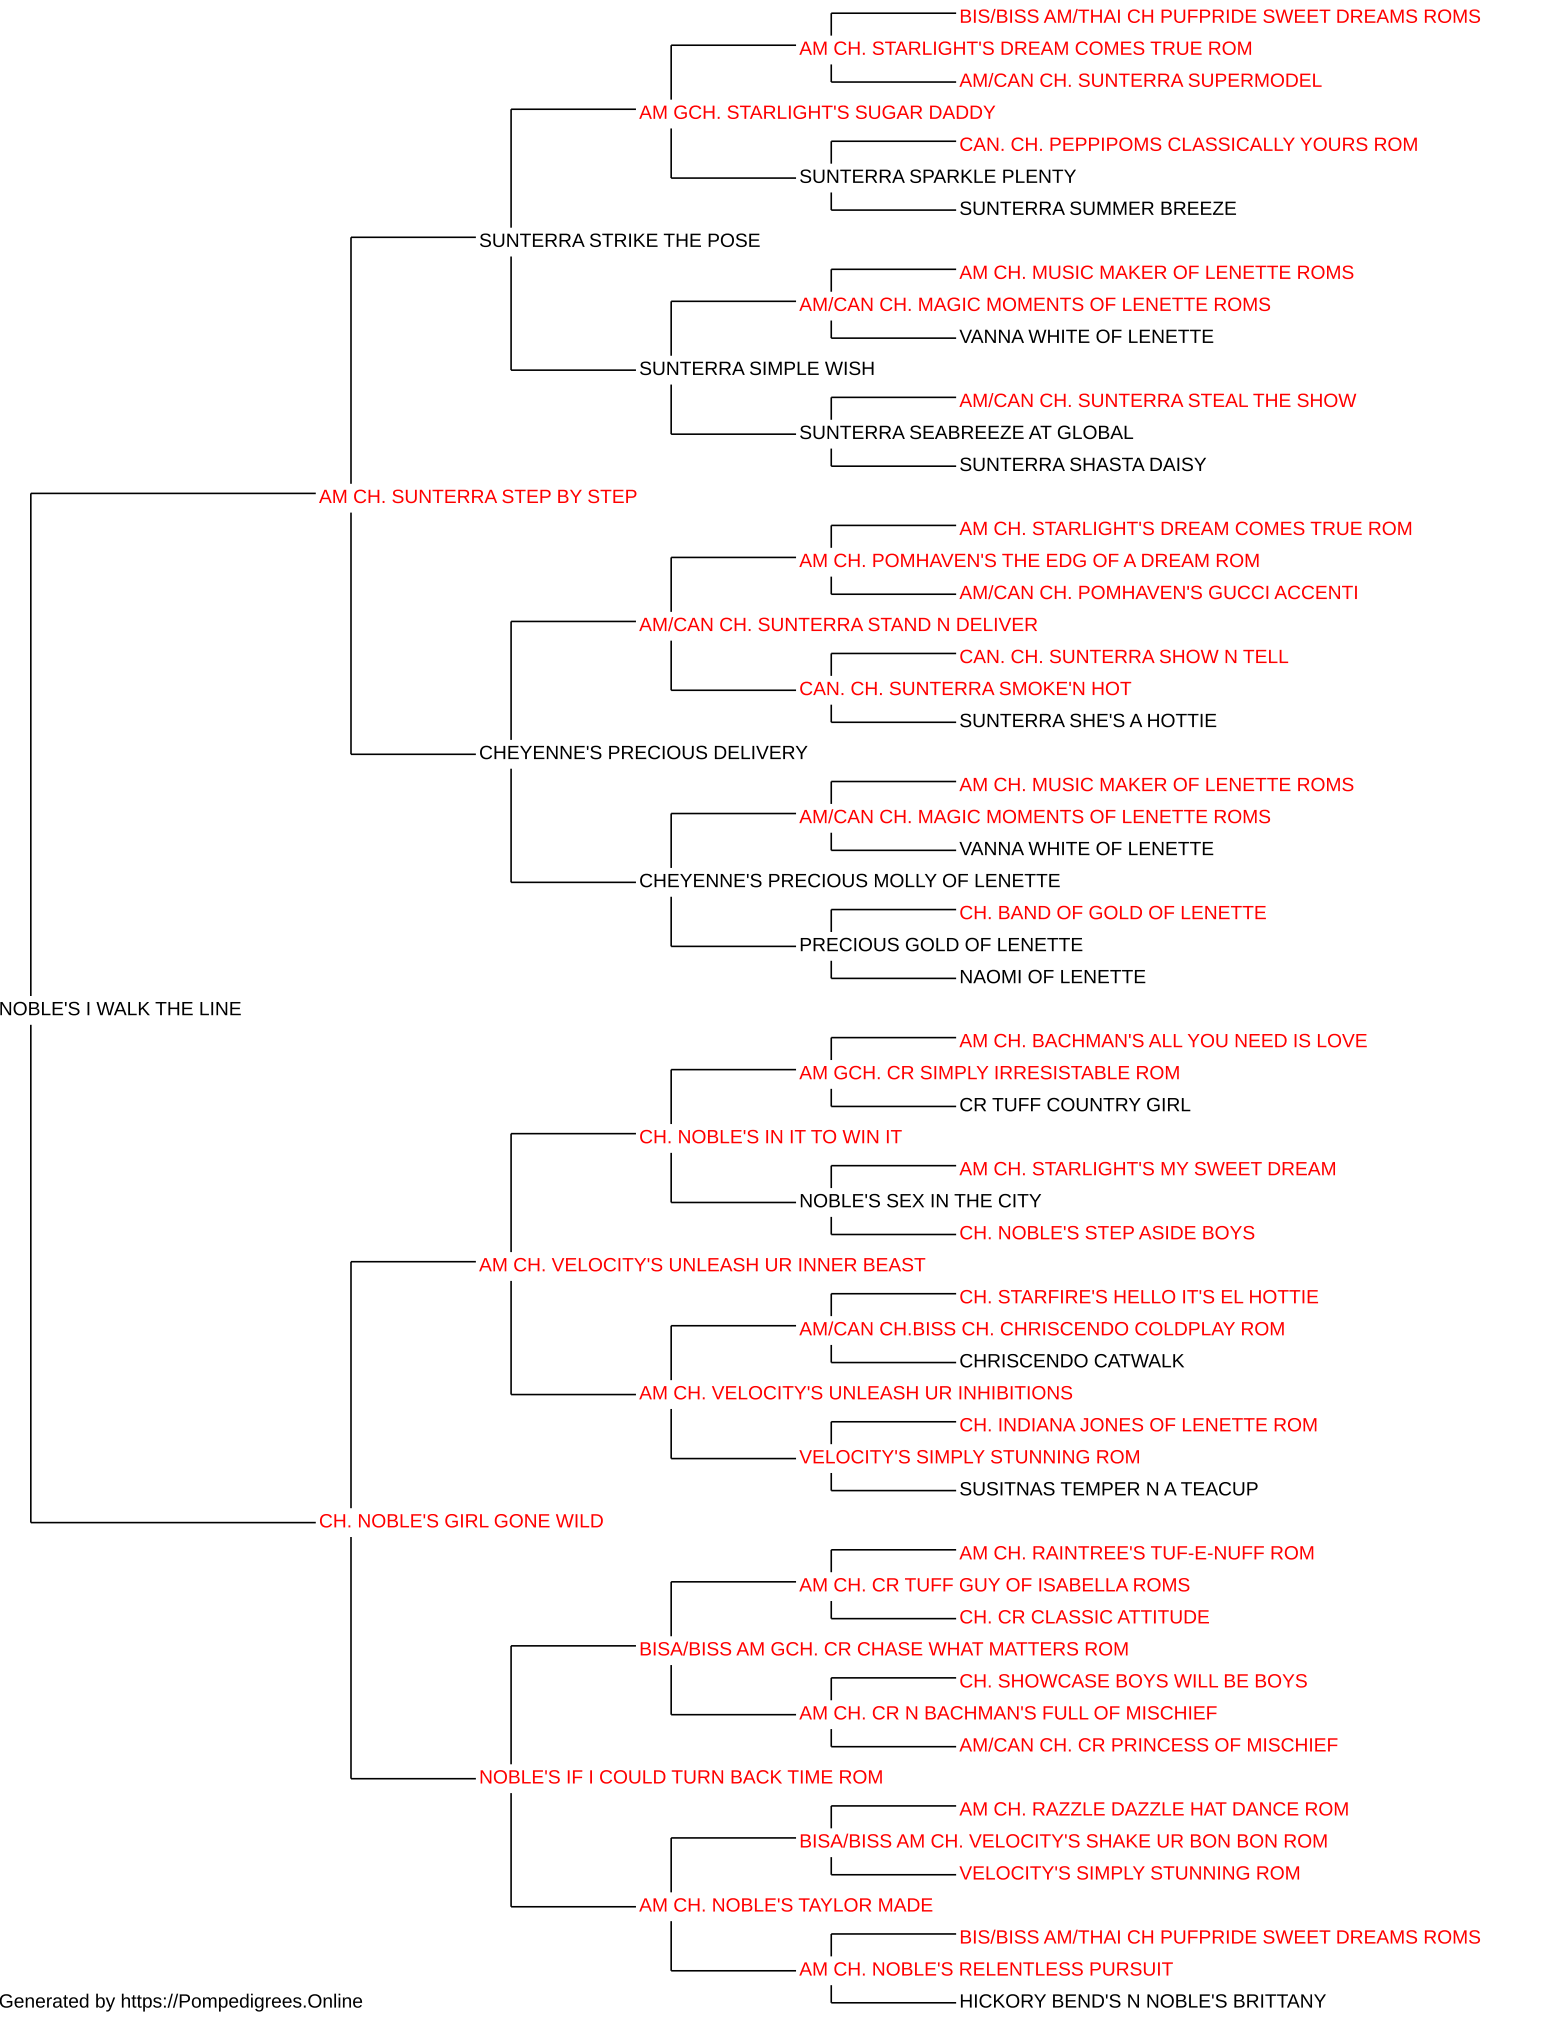 BIS/BISS AM/THAI CH PUFPRIDE SWEET DREAMS ROMS
AM CH. STARLIGHT'S DREAM COMES TRUE ROM
AM/CAN CH. SUNTERRA SUPERMODEL
AM GCH. STARLIGHT'S SUGAR DADDY
CAN. CH. PEPPIPOMS CLASSICALLY YOURS ROM
SUNTERRA SPARKLE PLENTY
SUNTERRA SUMMER BREEZE
SUNTERRA STRIKE THE POSE
AM CH. MUSIC MAKER OF LENETTE ROMS
AM/CAN CH. MAGIC MOMENTS OF LENETTE ROMS
VANNA WHITE OF LENETTE
SUNTERRA SIMPLE WISH
AM/CAN CH. SUNTERRA STEAL THE SHOW
SUNTERRA SEABREEZE AT GLOBAL
SUNTERRA SHASTA DAISY
AM CH. SUNTERRA STEP BY STEP
AM CH. STARLIGHT'S DREAM COMES TRUE ROM
AM CH. POMHAVEN'S THE EDG OF A DREAM ROM
AM/CAN CH. POMHAVEN'S GUCCI ACCENTI
AM/CAN CH. SUNTERRA STAND N DELIVER
CAN. CH. SUNTERRA SHOW N TELL
CAN. CH. SUNTERRA SMOKE'N HOT
SUNTERRA SHE'S A HOTTIE
CHEYENNE'S PRECIOUS DELIVERY
AM CH. MUSIC MAKER OF LENETTE ROMS
AM/CAN CH. MAGIC MOMENTS OF LENETTE ROMS
VANNA WHITE OF LENETTE
CHEYENNE'S PRECIOUS MOLLY OF LENETTE
CH. BAND OF GOLD OF LENETTE
PRECIOUS GOLD OF LENETTE
NAOMI OF LENETTE
NOBLE'S I WALK THE LINE
AM CH. BACHMAN'S ALL YOU NEED IS LOVE
AM GCH. CR SIMPLY IRRESISTABLE ROM
CR TUFF COUNTRY GIRL
CH. NOBLE'S IN IT TO WIN IT
AM CH. STARLIGHT'S MY SWEET DREAM
NOBLE'S SEX IN THE CITY
CH. NOBLE'S STEP ASIDE BOYS
AM CH. VELOCITY'S UNLEASH UR INNER BEAST
CH. STARFIRE'S HELLO IT'S EL HOTTIE
AM/CAN CH.BISS CH. CHRISCENDO COLDPLAY ROM
CHRISCENDO CATWALK
AM CH. VELOCITY'S UNLEASH UR INHIBITIONS
CH. INDIANA JONES OF LENETTE ROM
VELOCITY'S SIMPLY STUNNING ROM
SUSITNAS TEMPER N A TEACUP
CH. NOBLE'S GIRL GONE WILD
AM CH. RAINTREE'S TUF-E-NUFF ROM
AM CH. CR TUFF GUY OF ISABELLA ROMS
CH. CR CLASSIC ATTITUDE
BISA/BISS AM GCH. CR CHASE WHAT MATTERS ROM
CH. SHOWCASE BOYS WILL BE BOYS
AM CH. CR N BACHMAN'S FULL OF MISCHIEF
AM/CAN CH. CR PRINCESS OF MISCHIEF
NOBLE'S IF I COULD TURN BACK TIME ROM
AM CH. RAZZLE DAZZLE HAT DANCE ROM
BISA/BISS AM CH. VELOCITY'S SHAKE UR BON BON ROM
VELOCITY'S SIMPLY STUNNING ROM
AM CH. NOBLE'S TAYLOR MADE
BIS/BISS AM/THAI CH PUFPRIDE SWEET DREAMS ROMS
AM CH. NOBLE'S RELENTLESS PURSUIT
HICKORY BEND'S N NOBLE'S BRITTANY
Generated by https://Pompedigrees.Online